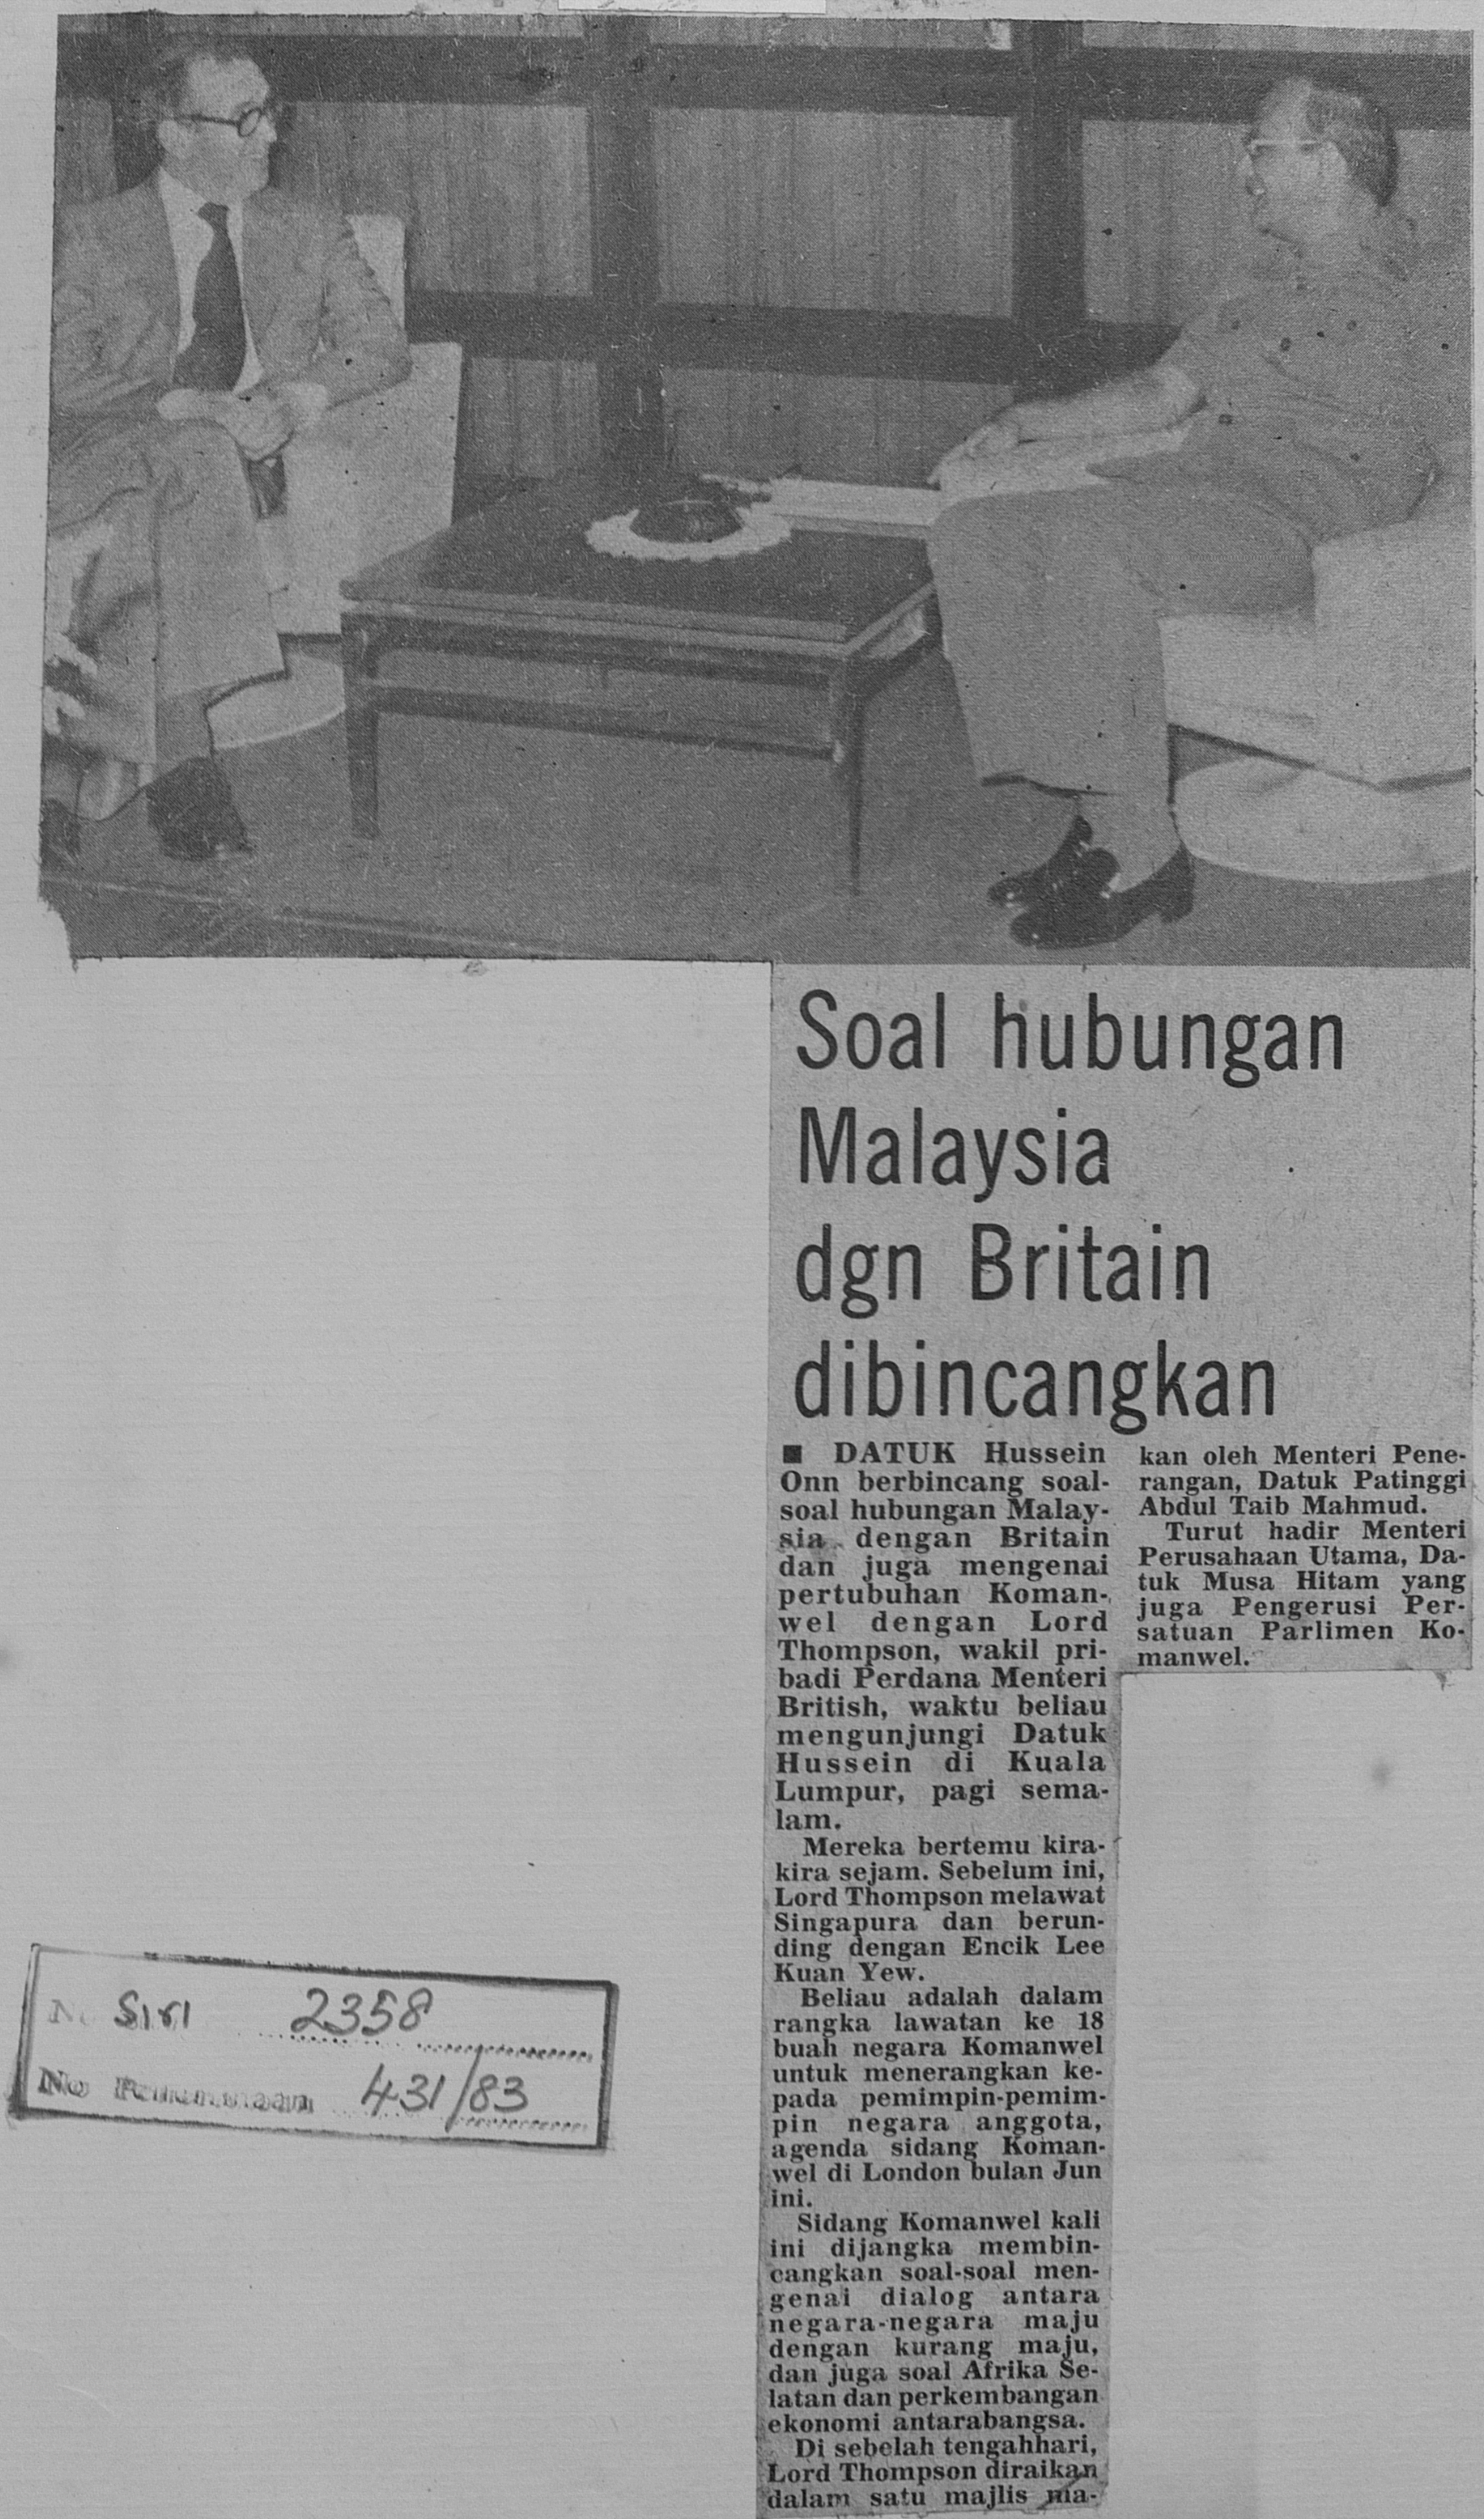 Soal hubungan
Malaysia
dgn Britain
dibincangkan
■ DATUK Hussein
Onn berbincang soal-
soal hubungan Malay-
sia dengan Britain
dan juga mengenai
pertubuhan Koman-
wel dengan Lord
Thompson, wakil pri-
badi Perdana Menteri
British, waktu beliau
mengunjungi Datuk
Hussein di Kuala
Lumpur, pagi sema-
lam.
Mereka bertemu kira-
kira sejam. Sebelum ini,
Lord Thompson melawat
Singapura dan berun-
ding dengan Encik Lee
Kuan Yew.
Beliau adalah dalam
rangka lawatan ke 18
buah negara Komanwel
untuk menerangkan ke-
pada pemimpin-pemim-
pin negara anggota,
agenda sidang Koman-
wel di London bulan Jun
ini.
Sidang Komanwel kali
ini dijangka membin-
cangkan soal-soal men-
genai dialog antara
negara-negara maju
dengan kurang maju,
dan juga soal Afrika Se-
latan dan perkembangan
ekonomi antarabangsa.
Di sebelah tengahhari,
Lord Thompson diraikan
dalam satu majlis ma-
kan oleh Menteri Pene-
rangan, Datuk Patinggi
Abdul Taib Mahmud.
Turut hadir Menteri
Perusahaan Utama, Da-
tuk Musa Hitam yang
juga Pengerusi Per-
satuan Parlimen Ko-
manwel.
Siri 2358
No 431/83